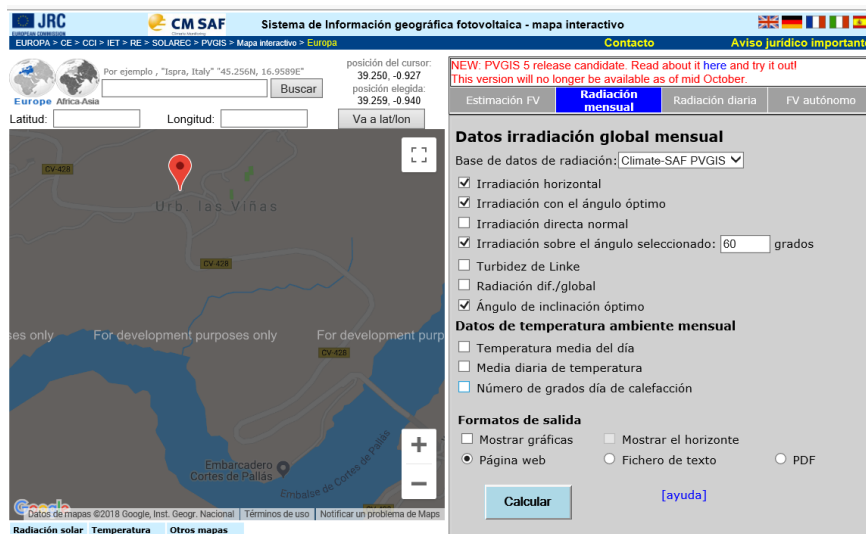 JRC
EUROPEAN COMMISSION
CM SAF
Climate Monitoring
Sistema de Información geográfica fotovoltaica - mapa interactivo
EUROPA > CE > CCI > IET > RE > SOLAREC > PVGIS > Mapa interactivo > Europa
Contacto
Aviso jurídico importante
Por ejemplo , "Ispra, Italy" "45.256N, 16.9589E"
Buscar
Europe Africa-Asia
posición del cursor:
39.250, -0.927
posición elegida:
39.259, -0.940
Latitud:
Longitud:
Va a lat/lon
CV-428
Urb. las Viñas
CV-428
es only
For development purposes only
For development purp
CV-428
Embarcadero
Cortes de Pallás
Embalse de Cortes de Pallás
Google
Datos de mapas ©2018 Google, Inst. Geogr. Nacional
Términos de uso
Notificar un problema de Maps
Radiación solar
Temperatura
Otros mapas
NEW: PVGIS 5 release candidate. Read about it here and try it out!
This version will no longer be available as of mid October.
Estimación FV
Radiación
mensual
Radiación diaria
FV autónomo
Datos irradiación global mensual
Base de datos de radiación: Climate-SAF PVGIS
Irradiación horizontal
Irradiación con el ángulo óptimo
Irradiación directa normal
Irradiación sobre el ángulo seleccionado: 60 grados
Turbidez de Linke
Radiación dif./global
Ángulo de inclinación óptimo
Datos de temperatura ambiente mensual
Temperatura media del día
Media diaria de temperatura
Número de grados día de calefacción
Formatos de salida
Mostrar gráficas
Mostrar el horizonte
Página web
Fichero de texto
PDF
Calcular
[ayuda]